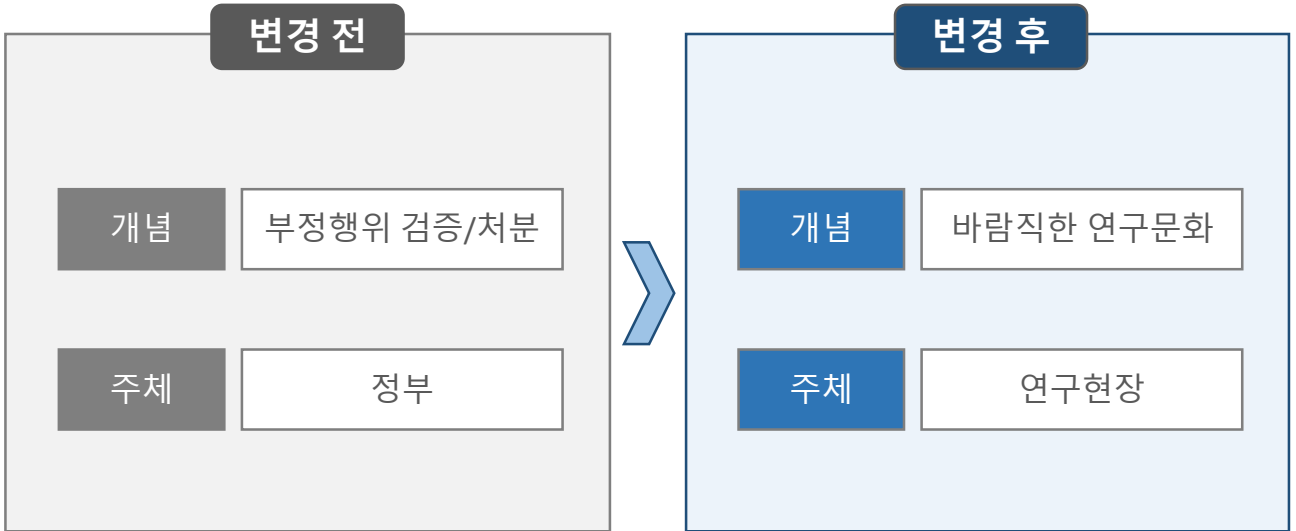 변경 전
개념
부정행위 검증/처분
주체
정부
변경 후
개념
바람직한 연구문화
주체
연구현장